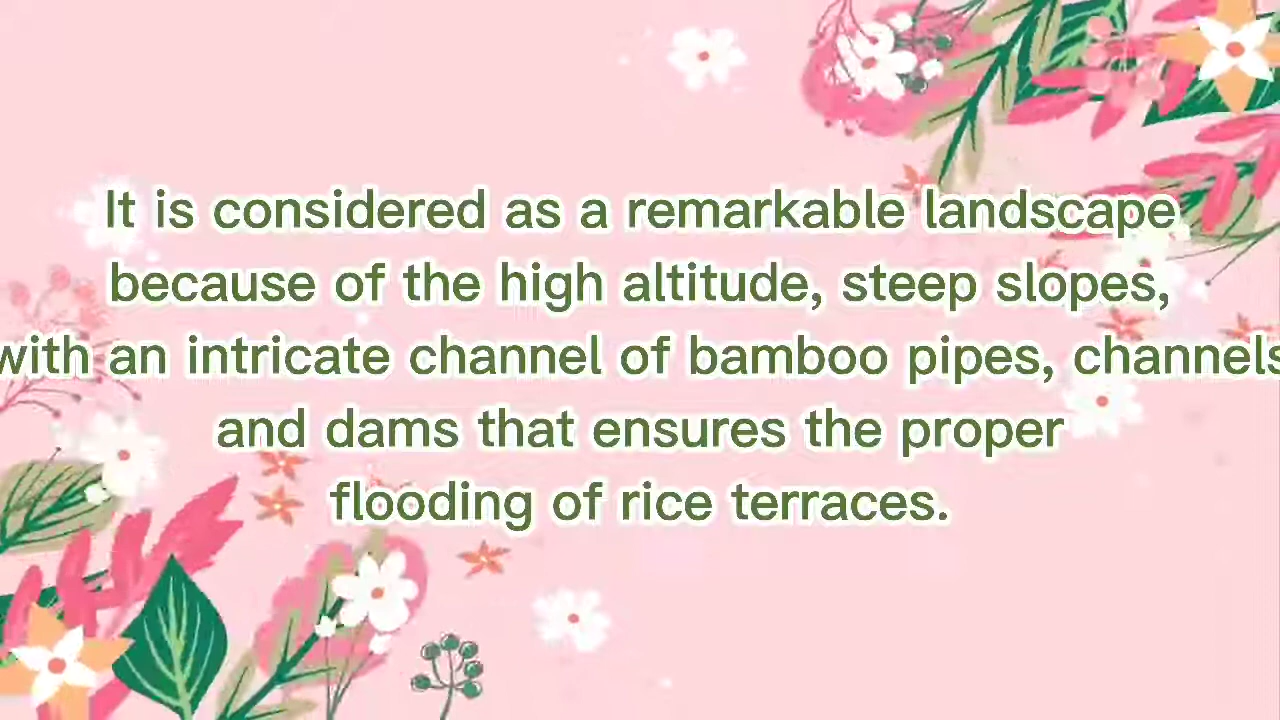 It is considered as a remarkable landscape
because of the high altitude, steep slopes,
with an intricate channel of bamboo pipes, channels
and dams that ensures the proper
flooding of rice terraces.